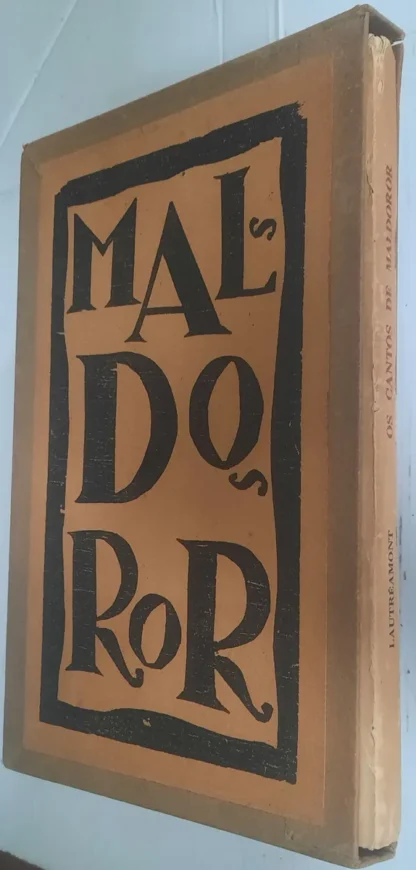 MALs
DOs
ROR
LAUTRÉAMONT OS CANTOS DE MALDOROR